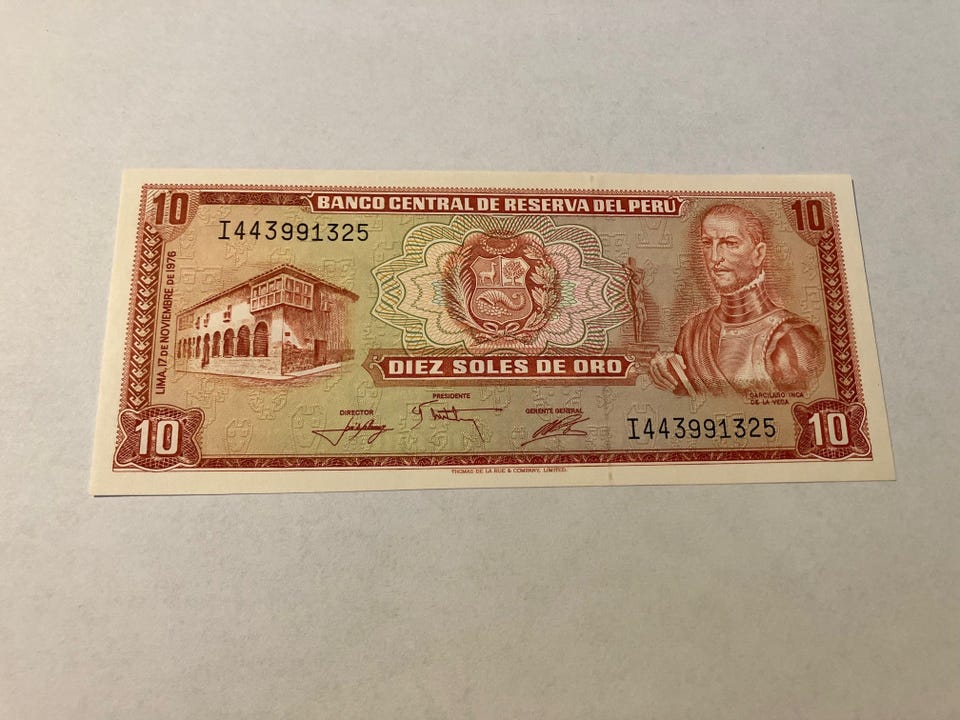 10
BANCO CENTRAL DE RESERVA DEL PERÚ
10
I443991325
LIMA, 17 DE NOVIEMBRE DE 1976
DIEZ SOLES DE ORO
GARCILASO INCA
DE LA VEGA
DIRECTOR
PRESIDENTE
GERENTE GENERAL
I443991325
10
10
THOMAS DE LA RUE & COMPANY, LIMITED.